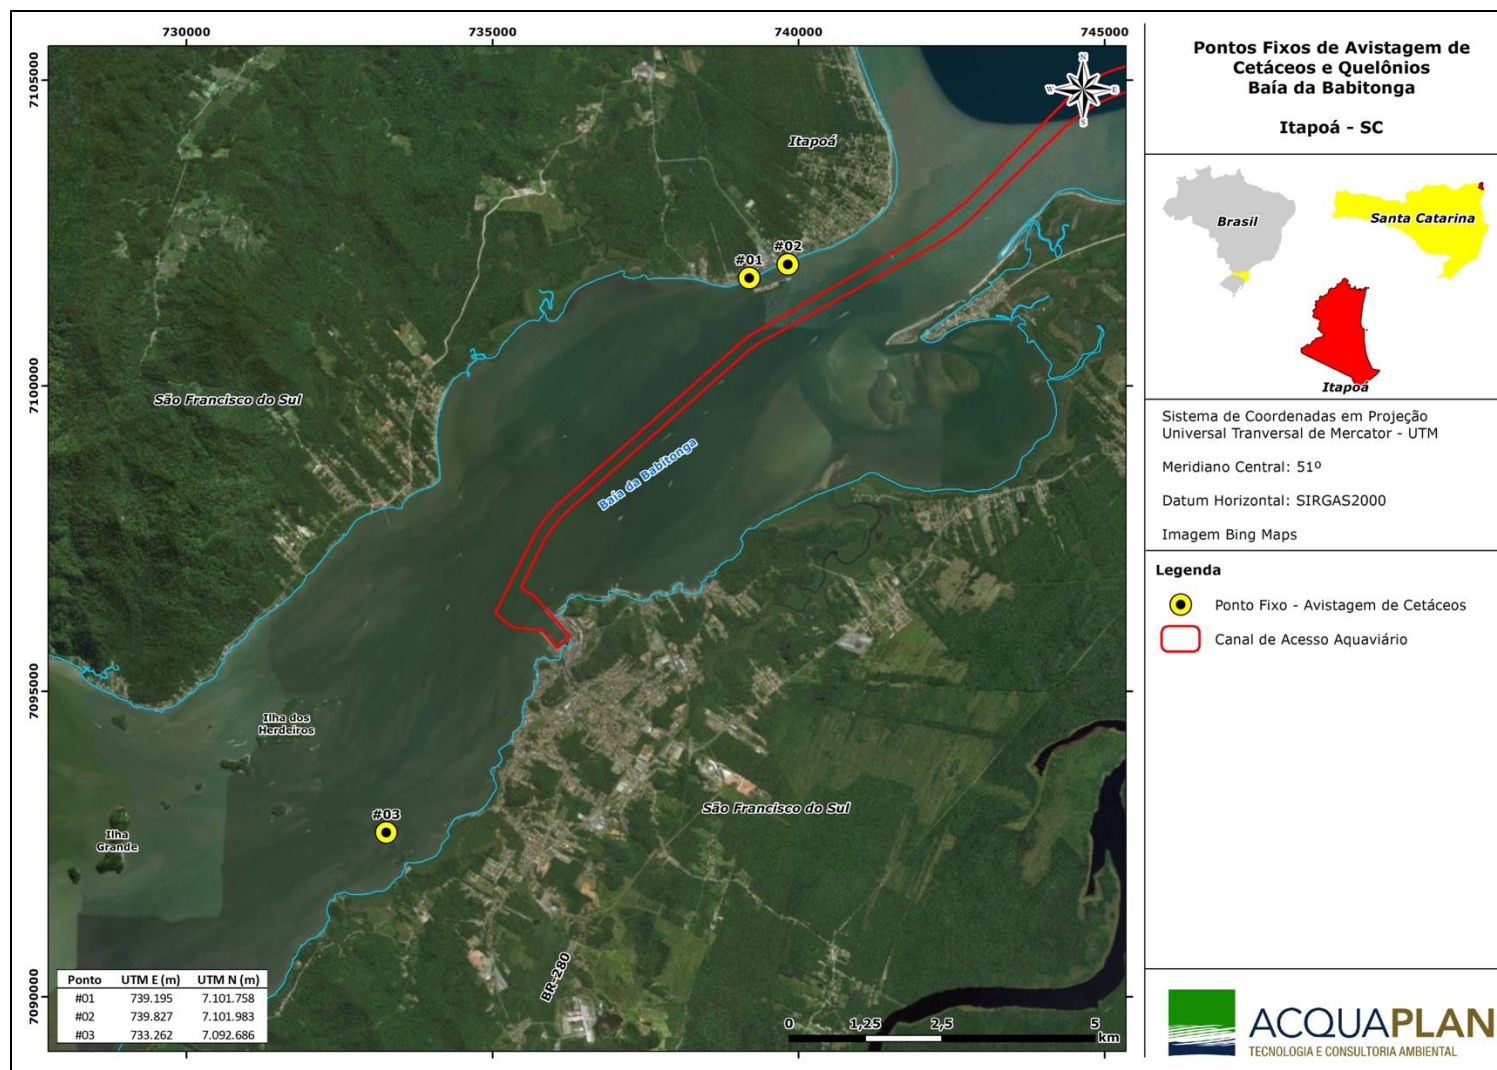 730000 735000 740000 745000
7105000
7100000
7095000
7090000
N
W E
S
Itapoá
#01
#02
São Francisco do Sul
Baía da Babitonga
Ilha dos
Herdeiros
Ilha
Grande
#03
São Francisco do Sul
BR-280
Ponto UTM E (m) UTM N (m)
#01 739.195 7.101.758
#02 739.827 7.101.983
#03 733.262 7.092.686
0 1,25 2,5 5
km
Pontos Fixos de Avistagem de
Cetáceos e Quelônios
Baía da Babitonga
Itapoá - SC
Brasil
Santa Catarina
Itapoá
Sistema de Coordenadas em Projeção
Universal Tranversal de Mercator - UTM
Meridiano Central: 51º
Datum Horizontal: SIRGAS2000
Imagem Bing Maps
Legenda
Ponto Fixo - Avistagem de Cetáceos
Canal de Acesso Aquaviário
ACQUAPLAN
TECNOLOGIA E CONSULTORIA AMBIENTAL